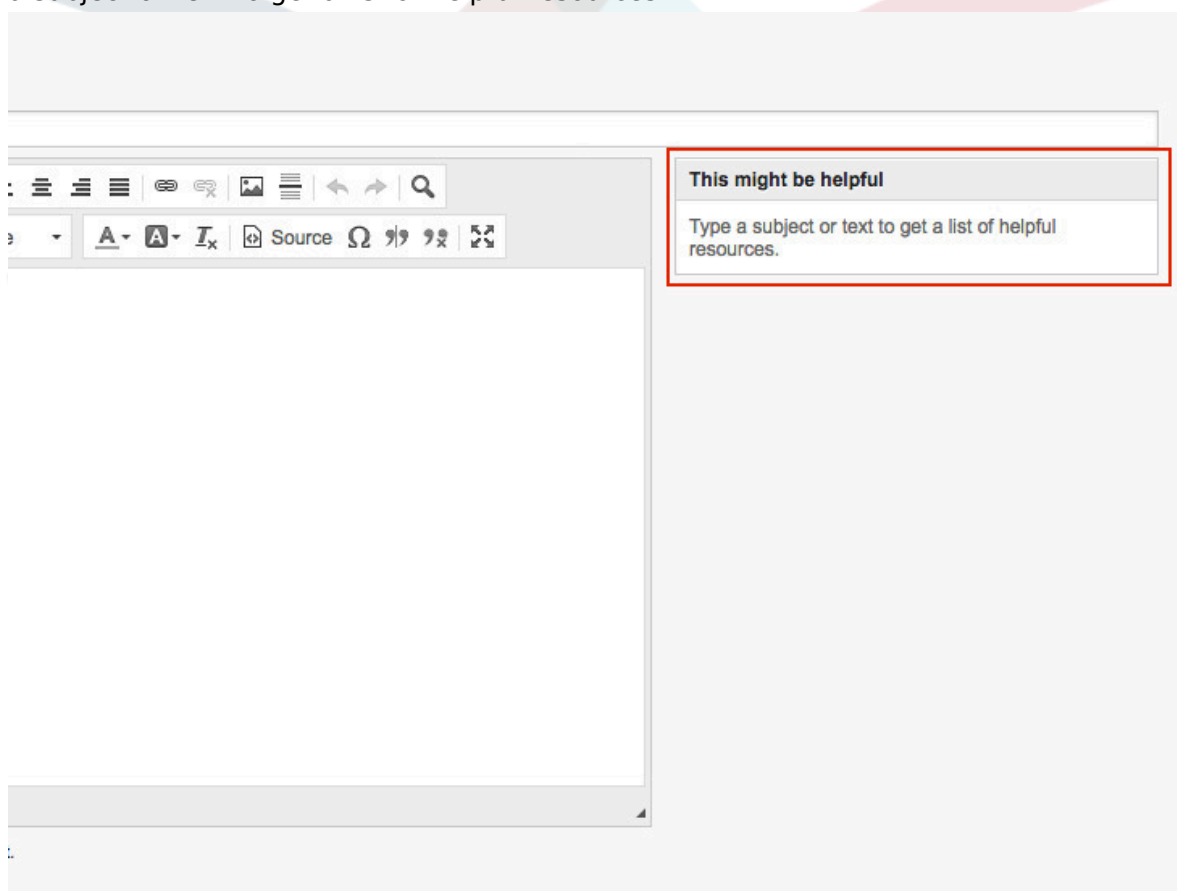 Source
This might be helpful
Type a subject or text to get a list of helpful
resources.